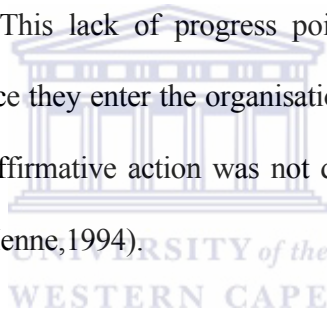 This lack of progress poi
ce they enter the organisatio
ffirmative action was not
enne,1994).
UNIVERSITY of the
WESTERN CAPE